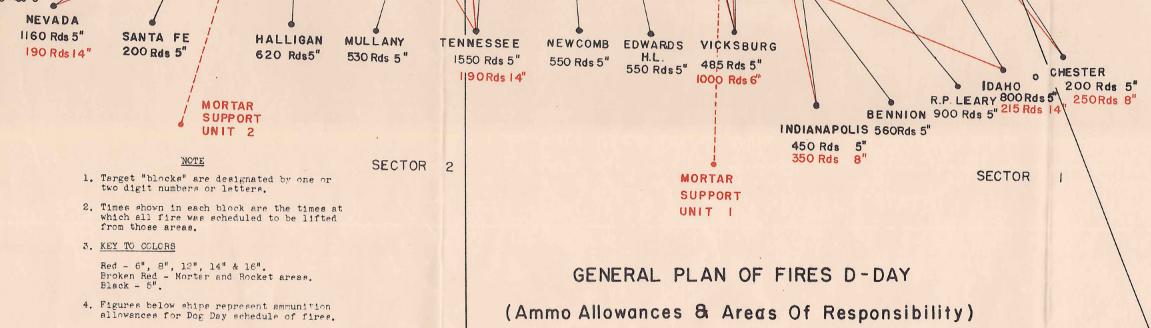 NEVADA
1160 Rds 5"
190 Rds 14"
SANTA FE
200 Rds 5"
HALLIGAN
620 Rds 5"
MULLANY
530 Rds 5"
TENNESSEE
1550 Rds 5"
190 Rds 14"
NEWCOMB
550 Rds 5"
EDWARDS
H.L.
550 Rds 5"
VICKSBURG
485 Rds 5"
1000 Rds 6"
INDIANAPOLIS
450 Rds 5"
350 Rds 8"
BENNION
560 Rds 5"
R.P. LEARY
900 Rds 5"
IDAHO
800 Rds 5"
215 Rds 14"
CHESTER
200 Rds 5"
250 Rds 8"
MORTAR
SUPPORT
UNIT 2
MORTAR
SUPPORT
UNIT 1
SECTOR 2
SECTOR 1
NOTE
1. Target "blocks" are designated by one or
two digit numbers or letters.
2. Times shown in each block are the times at
which all fire was scheduled to be lifted
from those areas.
3. KEY TO COLORS
Red - 6", 8", 12", 14" & 16".
Broken Red - Morter and Rocket areas.
Black - 5".
4. Figures below ships represent ammunition
allowances for Dog Day schedule of fires.
GENERAL PLAN OF FIRES D-DAY
(Ammo Allowances & Areas Of Responsibility)